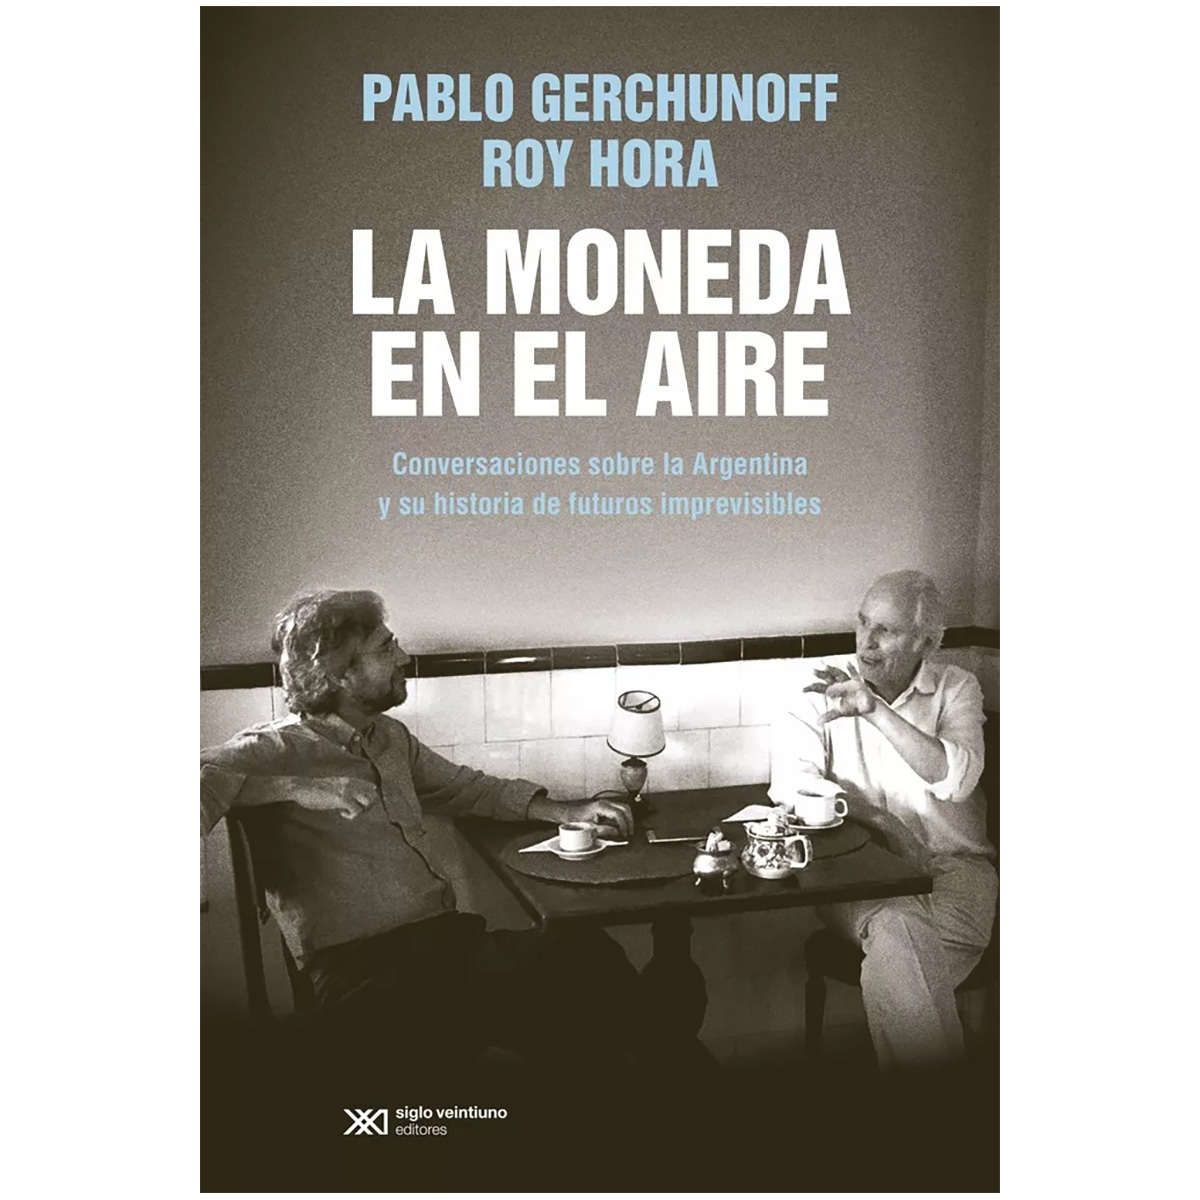 PABLO GERCHUNOFF
ROY HORA
LA MONEDA
EN EL AIRE
Conversaciones sobre la Argentina
y su historia de futuros imprevisibles
siglo veintiuno
editores